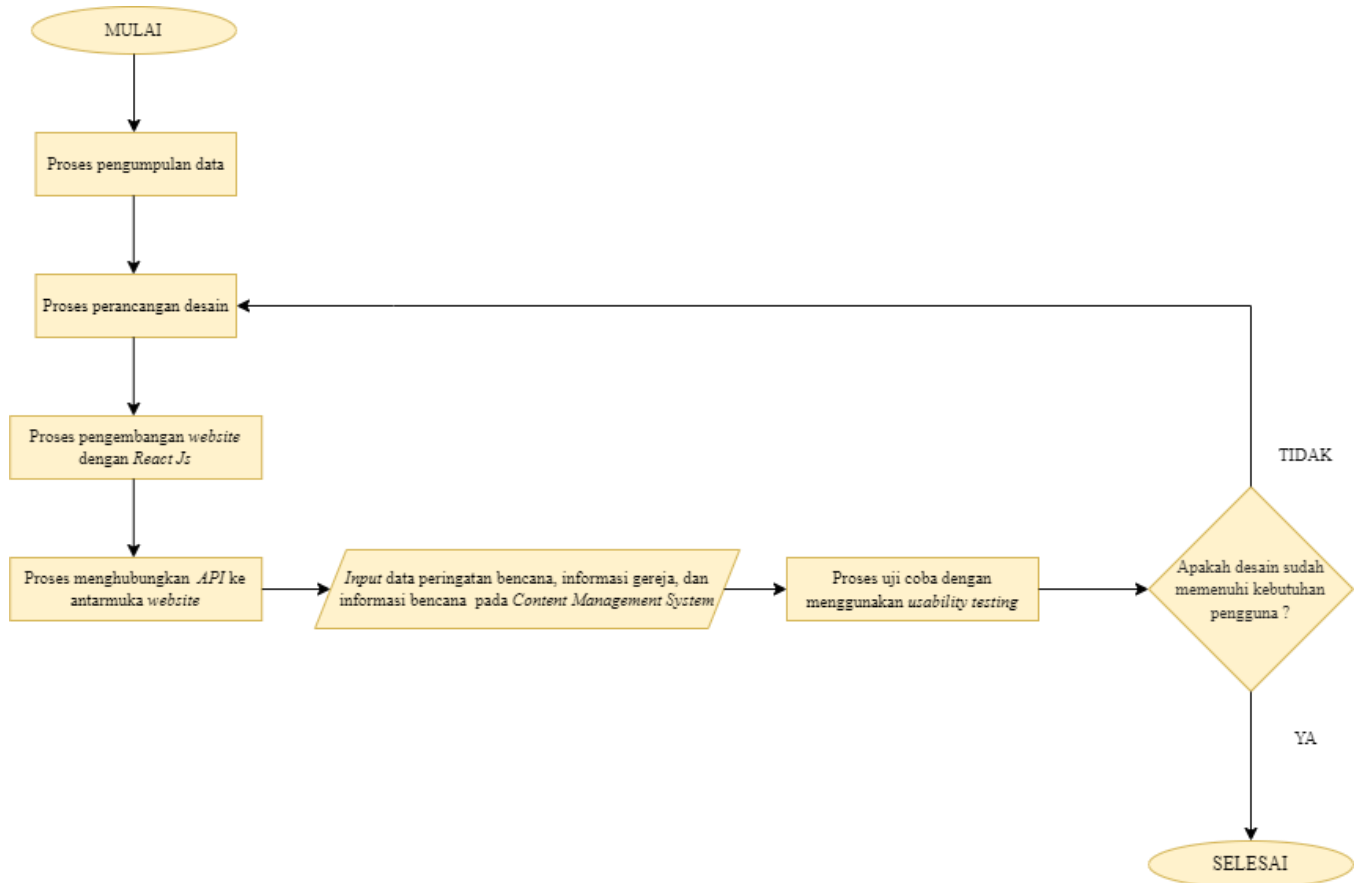 MULAI
Proses pengumpulan data
Proses perancangan desain
Proses pengembangan website
dengan React Js
Proses menghubungkan API ke
antarmuka website
Input data peringatan bencana, informasi gereja, dan
informasi bencana pada Content Management System
Proses uji coba dengan
menggunakan usability testing
Apakah desain sudah
memenuhi kebutuhan
pengguna ?
TIDAK
YA
SELESAI